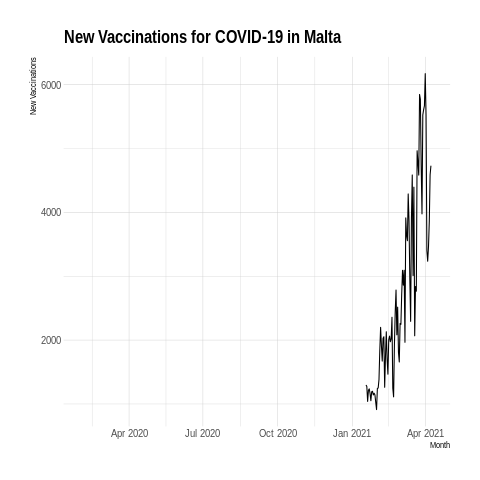 New Vaccinations for COVID-19 in Malta
New Vaccinations
6000
4000
2000
Apr 2020 Jul 2020 Oct 2020 Jan 2021 Apr 2021
Month